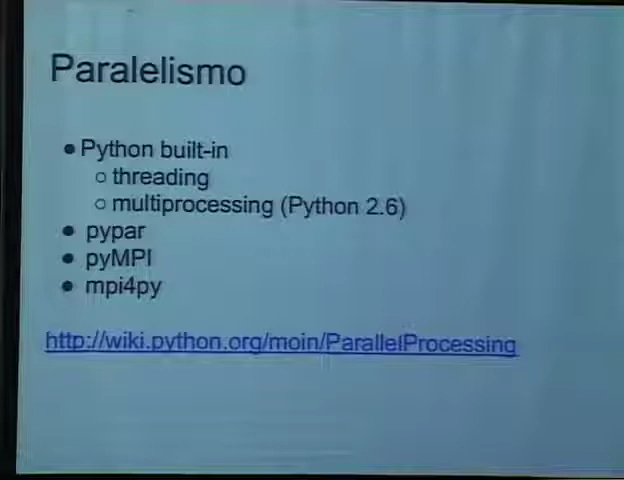 Paralelismo
● Python built-in
○ threading
○ multiprocessing (Python 2.6)
● pypar
● pyMPI
● mpi4py
http://wiki.python.org/moin/ParallelProcessing